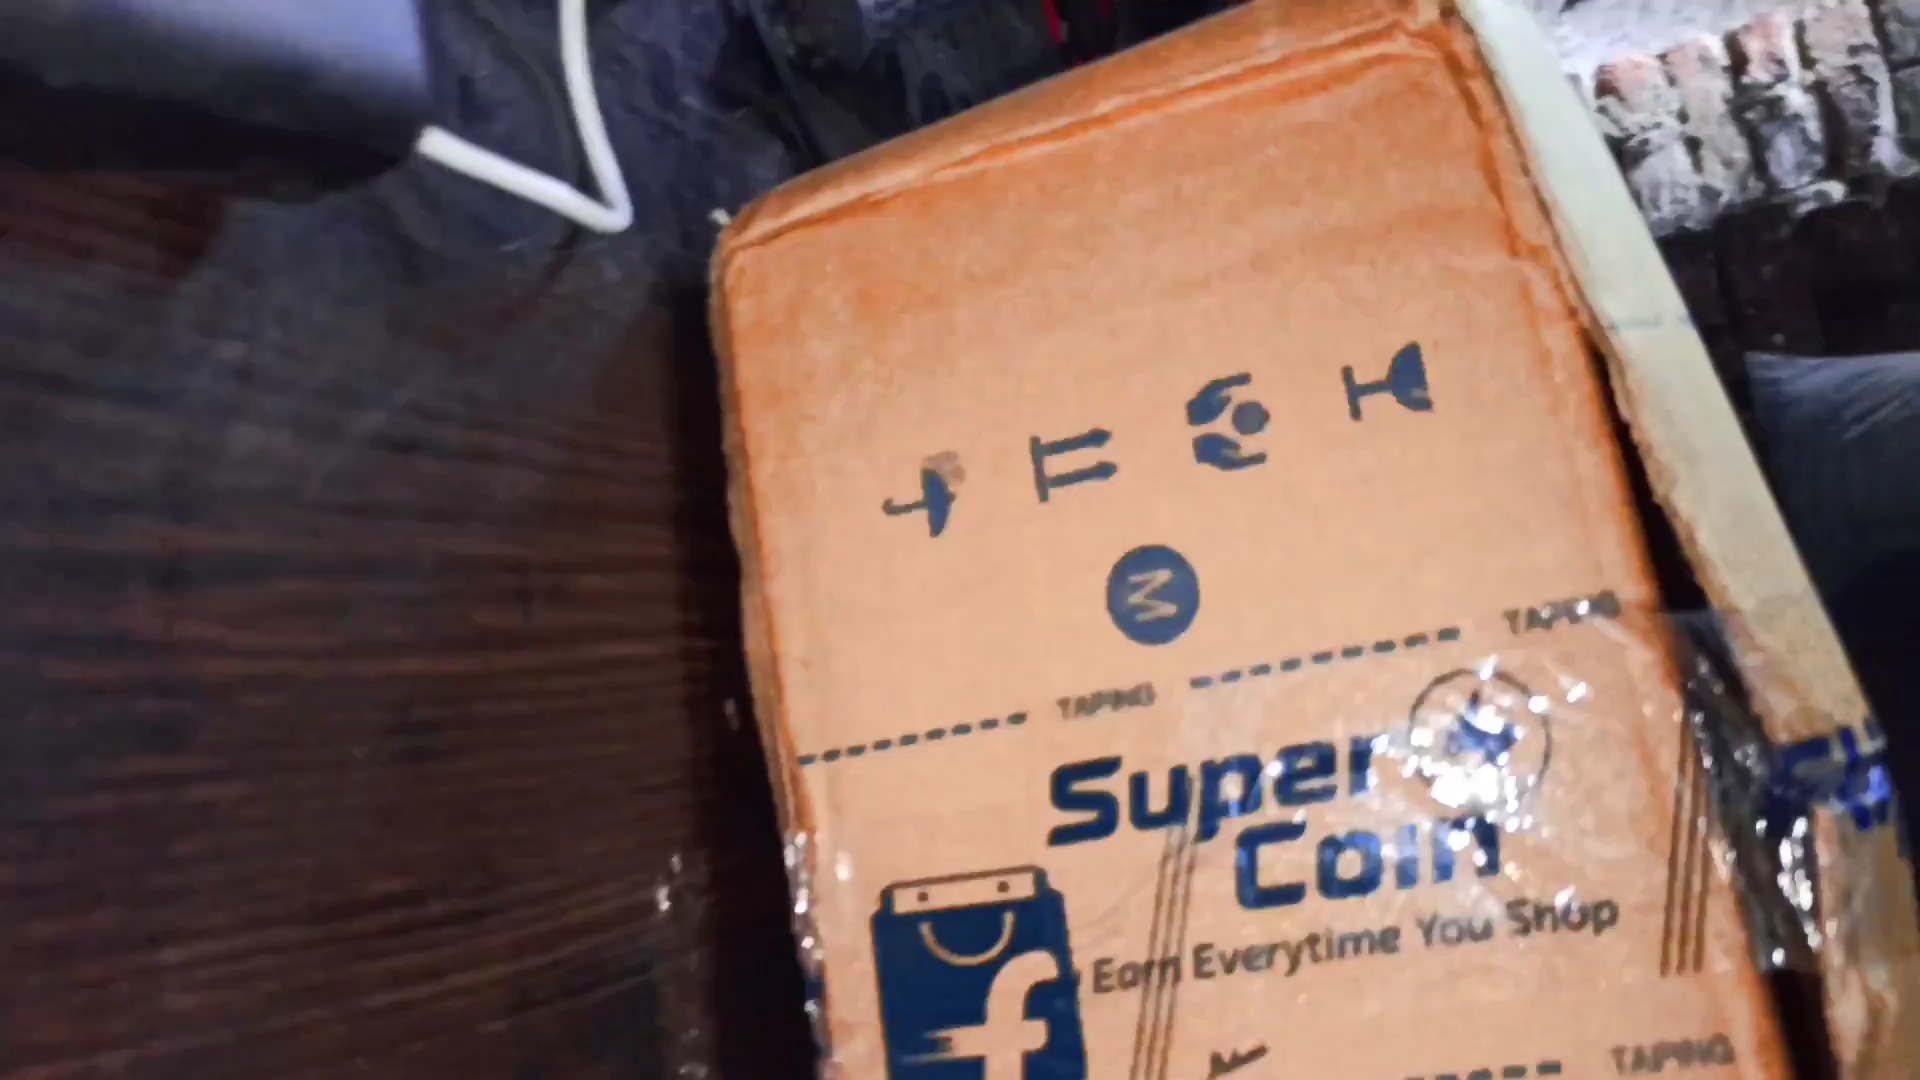 M
TAPING
TAPING
Super
Coin
Earn Everytime You Shop
f
TAPING